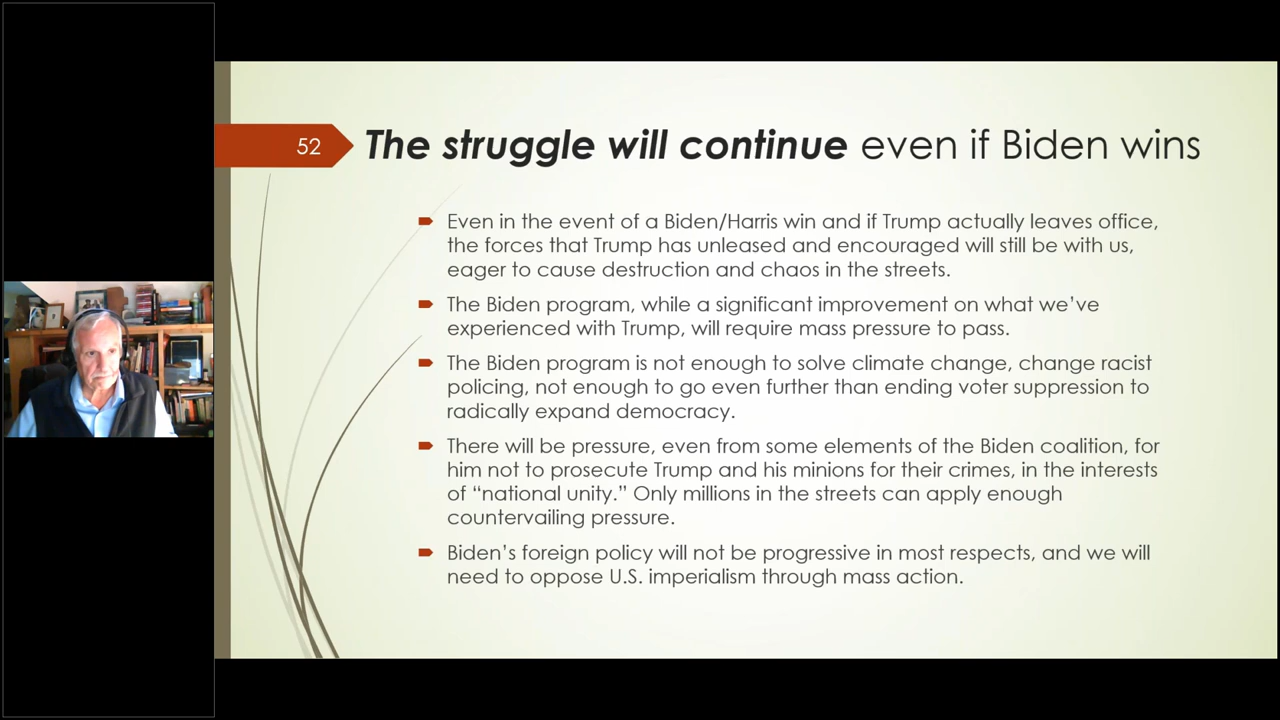 52
The struggle will continue even if Biden wins
Even in the event of a Biden/Harris win and if Trump actually leaves office,
the forces that Trump has unleased and encouraged will still be with us,
eager to cause destruction and chaos in the streets.
The Biden program, while a significant improvement on what we’ve
experienced with Trump, will require mass pressure to pass.
The Biden program is not enough to solve climate change, change racist
policing, not enough to go even further than ending voter suppression to
radically expand democracy.
There will be pressure, even from some elements of the Biden coalition, for
him not to prosecute Trump and his minions for their crimes, in the interests
of “national unity.” Only millions in the streets can apply enough
countervailing pressure.
Biden’s foreign policy will not be progressive in most respects, and we will
need to oppose U.S. imperialism through mass action.